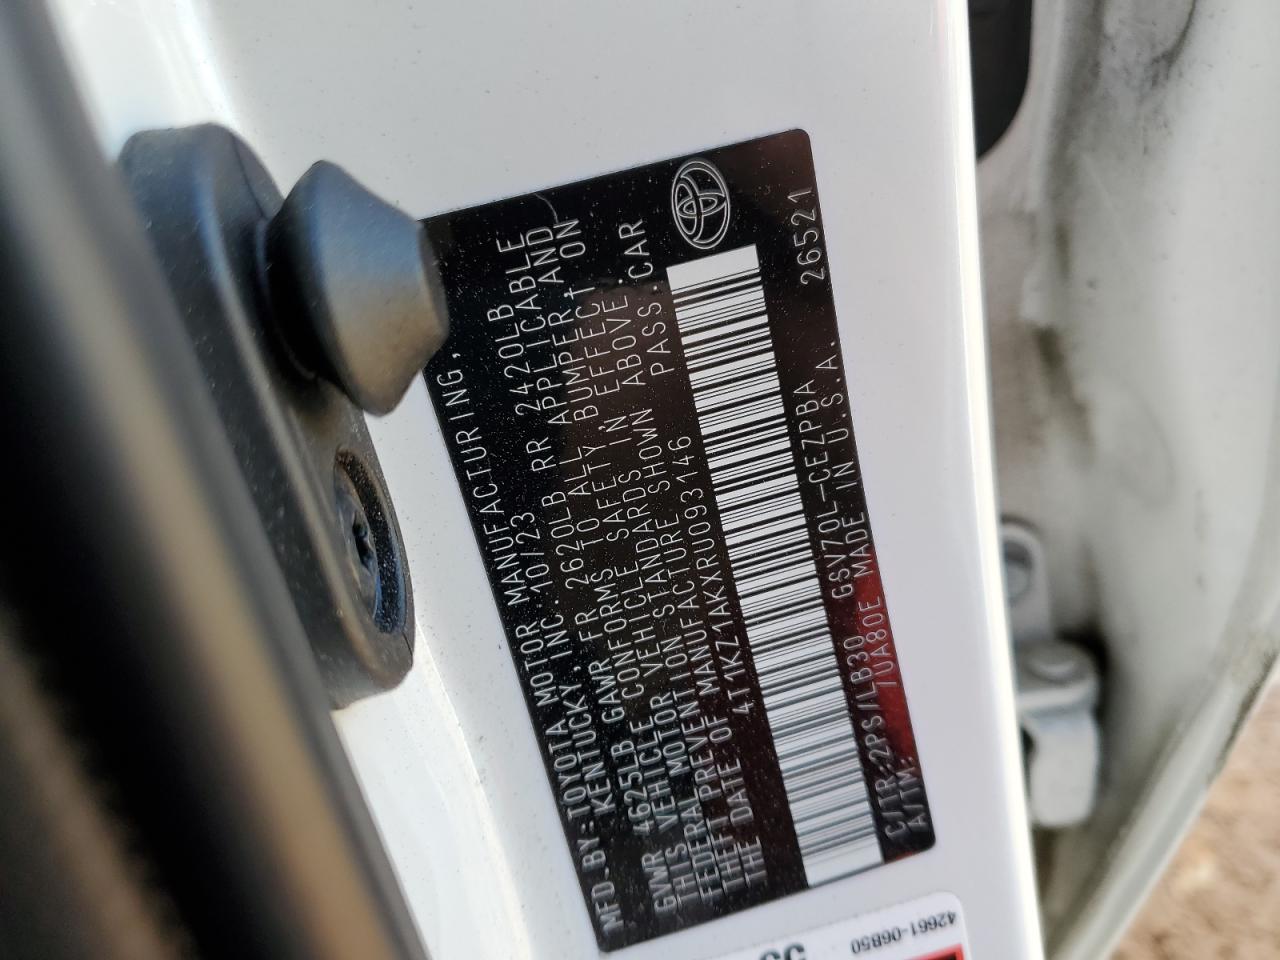 MFD.BY:TOYOTA MOTOR MANUFACTURING,
KENTUCKY, INC. 10/23
GVWR 4625LB GAWR FR 2620LB RR 2420LB
THIS VEHICLE CONFORMS TO ALL APPLICABLE
FEDERAL MOTOR VEHICLE SAFETY BUMPER, AND
THEFT PREVENTION STANDARDS IN EFFECT ON
THE DATE OF MANUFACTURE SHOWN ABOVE.
4T1KZ1AKXRU093146 PASS.CAR
C/TR:2PS/LB30 GSV70L-CEZPBA 26521
A/TM: /UA80E MADE IN U.S.A.
42661-06B50